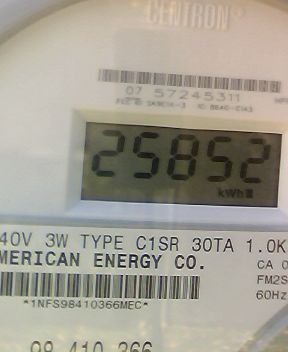 CENTRON
07 57245311
25852
kWh
40V 3W TYPE C1SR 30TA 1.0K
MERICAN ENERGY CO.
CA 0
FM2S
60Hz
*1NFS98410366MEC*
98 410 366